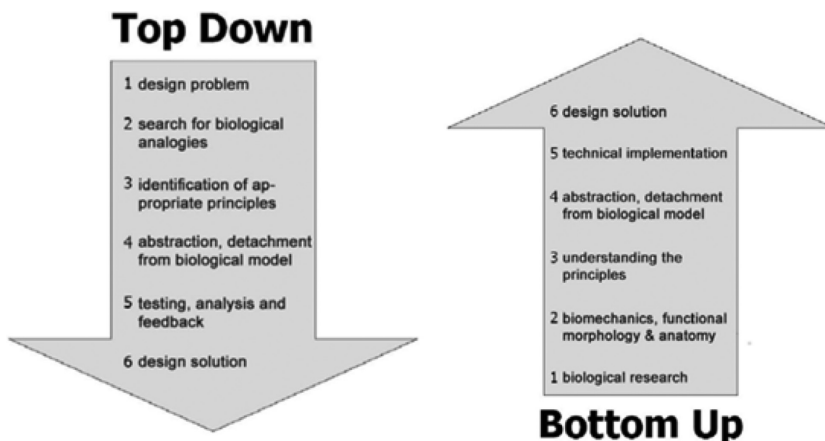 Top Down
1 design problem
2 search for biological
analogies
3 identification of ap-
propriate principles
4 abstraction, detachment
from biological model
5 testing, analysis and
feedback
6 design solution
6 design solution
5 technical implementation
4 abstraction, detachment
from biological model
3 understanding the
principles
2 biomechanics, functional
morphology & anatomy
1 biological research
Bottom Up